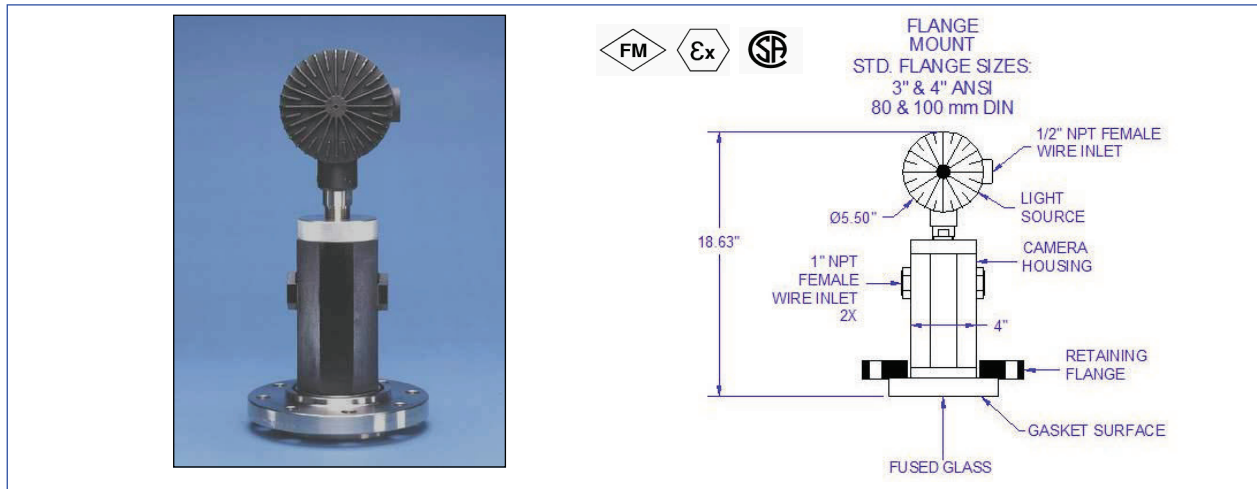 FM
Ex
CSA
FLANGE
MOUNT
STD. FLANGE SIZES:
3" & 4" ANSI
80 & 100 mm DIN
1/2" NPT FEMALE
WIRE INLET
LIGHT
SOURCE
Ø5.50"
18.63"
CAMERA
HOUSING
1" NPT
FEMALE
WIRE INLET
2X
4"
RETAINING
FLANGE
GASKET SURFACE
FUSED GLASS